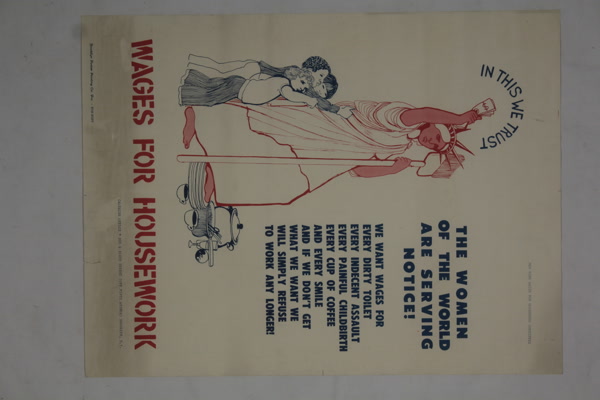 IN THIS WE TRUST
THE WOMEN
OF THE WORLD
ARE SERVING
NOTICE!
WE WANT WAGES FOR
EVERY DIRTY TOILET
EVERY INDECENT ASSAULT
EVERY PAINFUL CHILDBIRTH
EVERY CUP OF COFFEE
AND EVERY SMILE
AND IF WE DON'T GET
WHAT WE WANT WE
WILL SIMPLY REFUSE
TO WORK ANY LONGER!
WAGES FOR HOUSEWORK